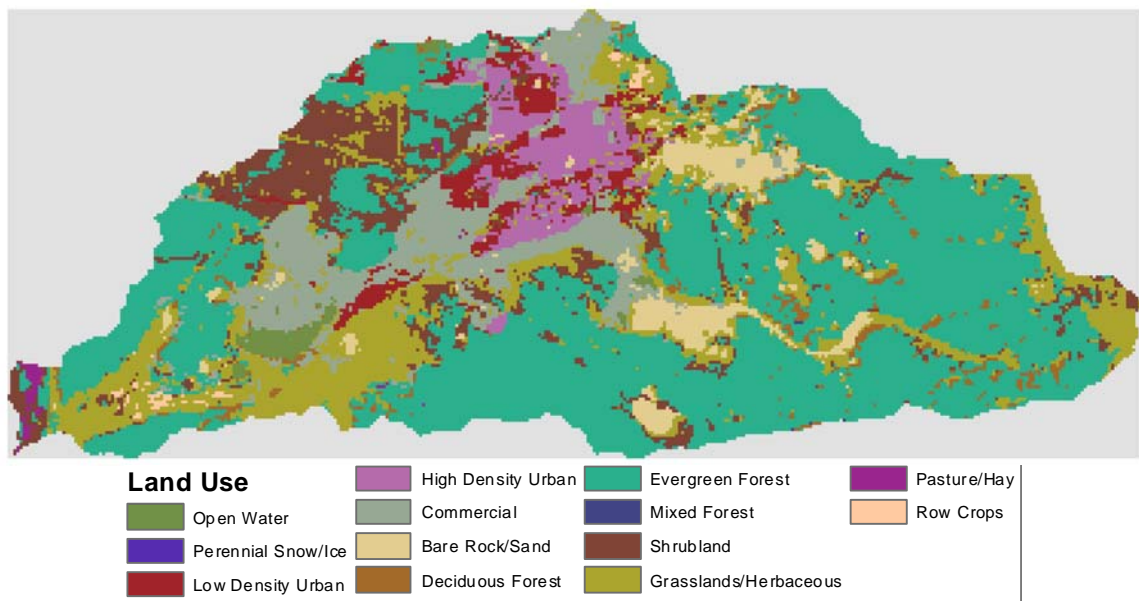 Land Use
Open Water
Perennial Snow/Ice
Low Density Urban
High Density Urban
Commercial
Bare Rock/Sand
Deciduous Forest
Evergreen Forest
Mixed Forest
Shrubland
Grasslands/Herbaceous
Pasture/Hay
Row Crops